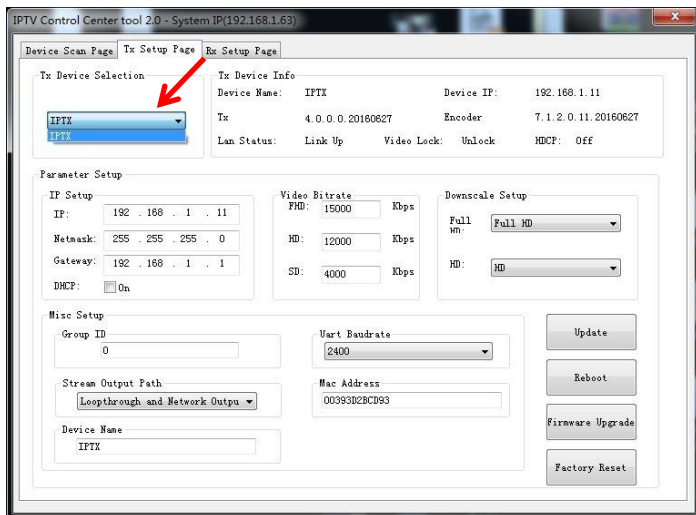 IPTV Control Center tool 2.0 - System IP(192.168.1.63)
Device Scan Page Tx Setup Page Rx Setup Page
Tx Device Selection
IPTX
IPTX
Tx Device Info
Device Name: IPTX Device IP: 192.168.1.11
Tx 4.0.0.0.20160627 Encoder 7.1.2.0.11.20160627
Lan Status: Link Up Video Lock: Unlock HDCP: Off
Parameter Setup
IP Setup
IP: 192 . 168 . 1 . 11
Netmask: 255 . 255 . 255 . 0
Gateway: 192 . 168 . 1 . 1
DHCP: On
Video Bitrate
FHD: 15000 Kbps
HD: 12000 Kbps
SD: 4000 Kbps
Downscale Setup
Full Full HD
HD: HD
Misc Setup
Group ID
0
Uart Baudrate
2400
Stream Output Path
Loopthrough and Network Outpu
Mac Address
00393D2BCD93
Device Name
IPTX
Update
Reboot
Firmware Upgrade
Factory Reset